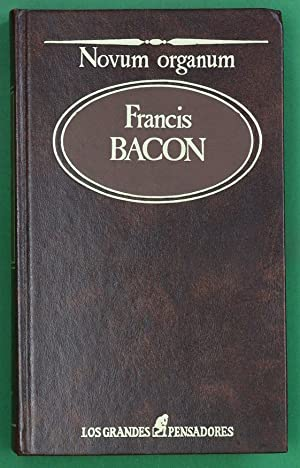 Novum organum
Francis
BACON
LOS GRANDES PENSADORES